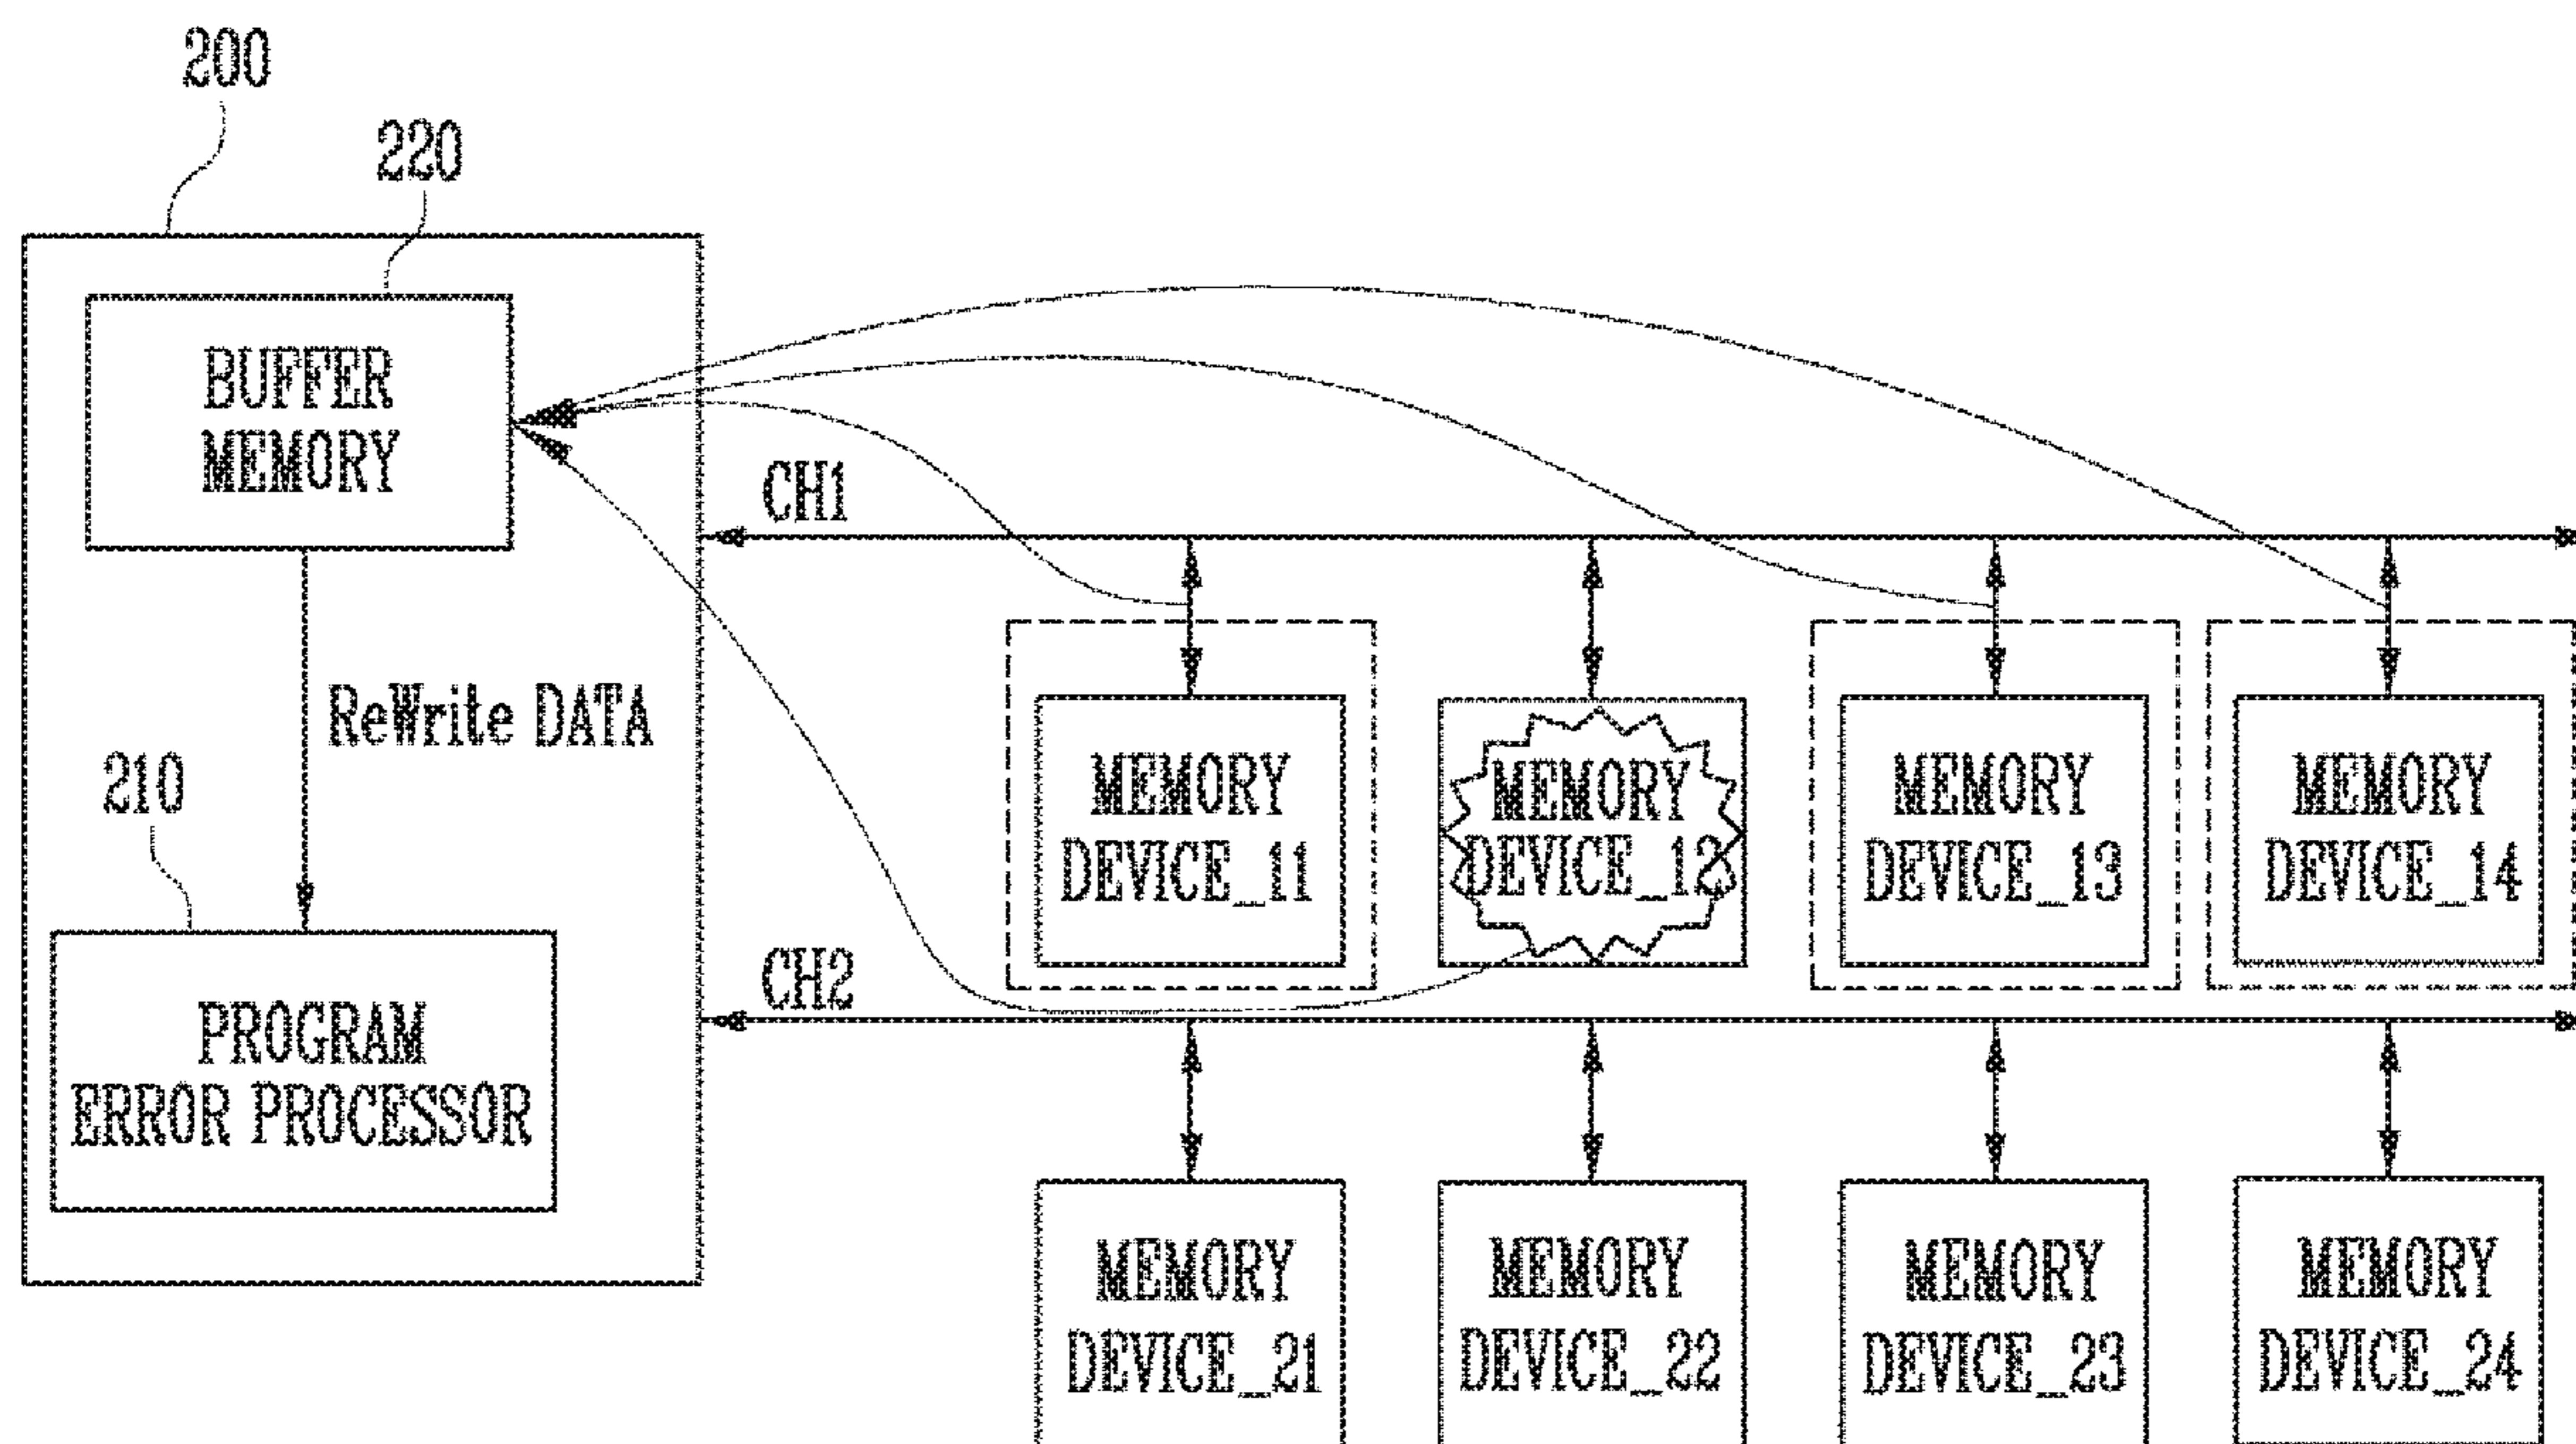 200
220
BUFFER
MEMORY
CH1
ReWrite DATA
210
MEMORY
DEVICE_11
MEMORY
DEVICE_12
MEMORY
DEVICE_13
MEMORY
DEVICE_14
CH2
PROGRAM
ERROR PROCESSOR
MEMORY
DEVICE_21
MEMORY
DEVICE_22
MEMORY
DEVICE_23
MEMORY
DEVICE_24